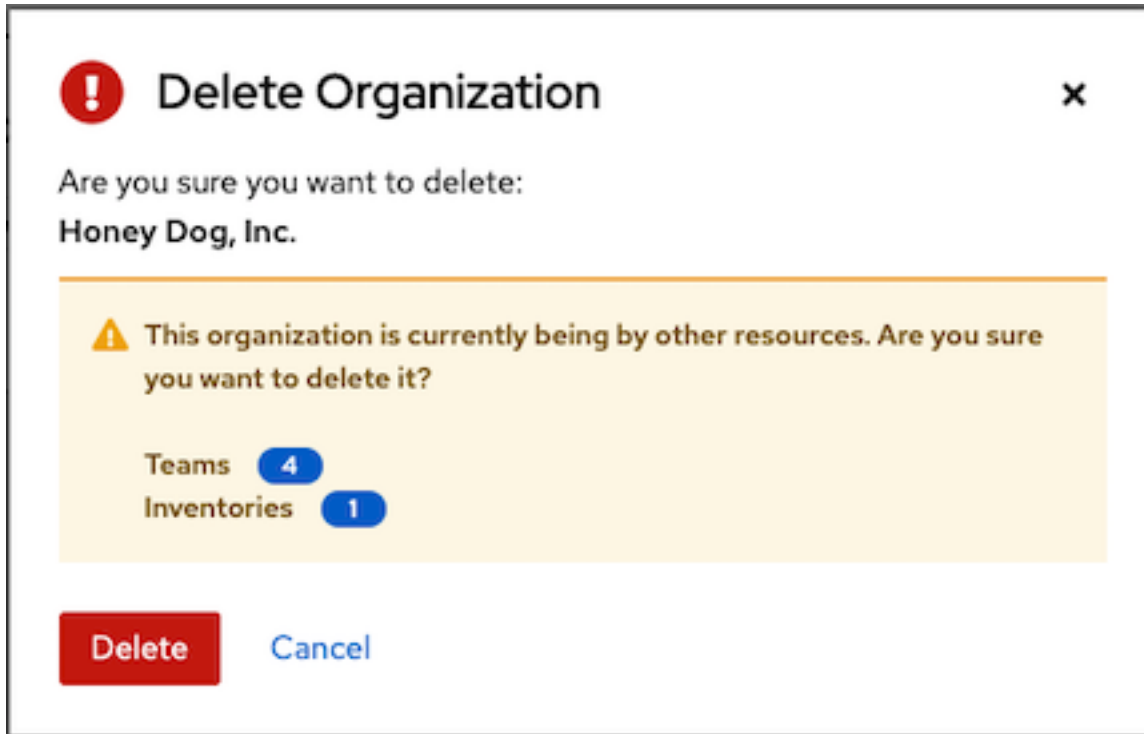 Delete Organization
Are you sure you want to delete:
Honey Dog, Inc.
This organization is currently being by other resources. Are you sure
you want to delete it?
Teams 4
Inventories 1
Delete Cancel